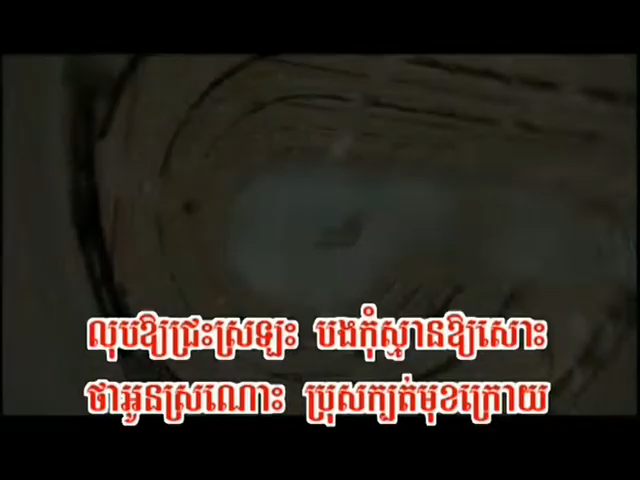 លុបឱ្យជ្រះស្រឡះ បងកុំស្មានឱ្យសោះ
ថាអូនស្រណោះ ប្រុសក្បត់មុខក្រោយ